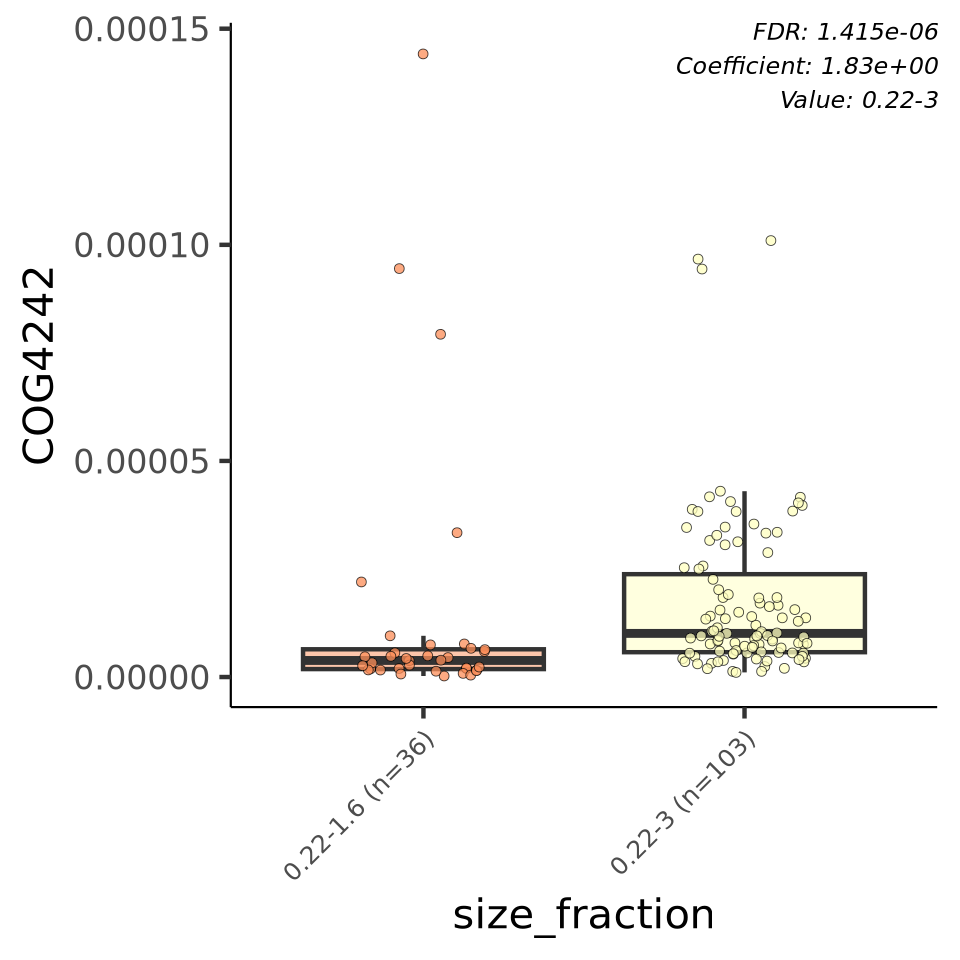 FDR: 1.415e-06
Coefficient: 1.83e+00
Value: 0.22-3
COG4242
0.00015
0.00010
0.00005
0.00000
0.22-1.6 (n=36)
0.22-3 (n=103)
size_fraction